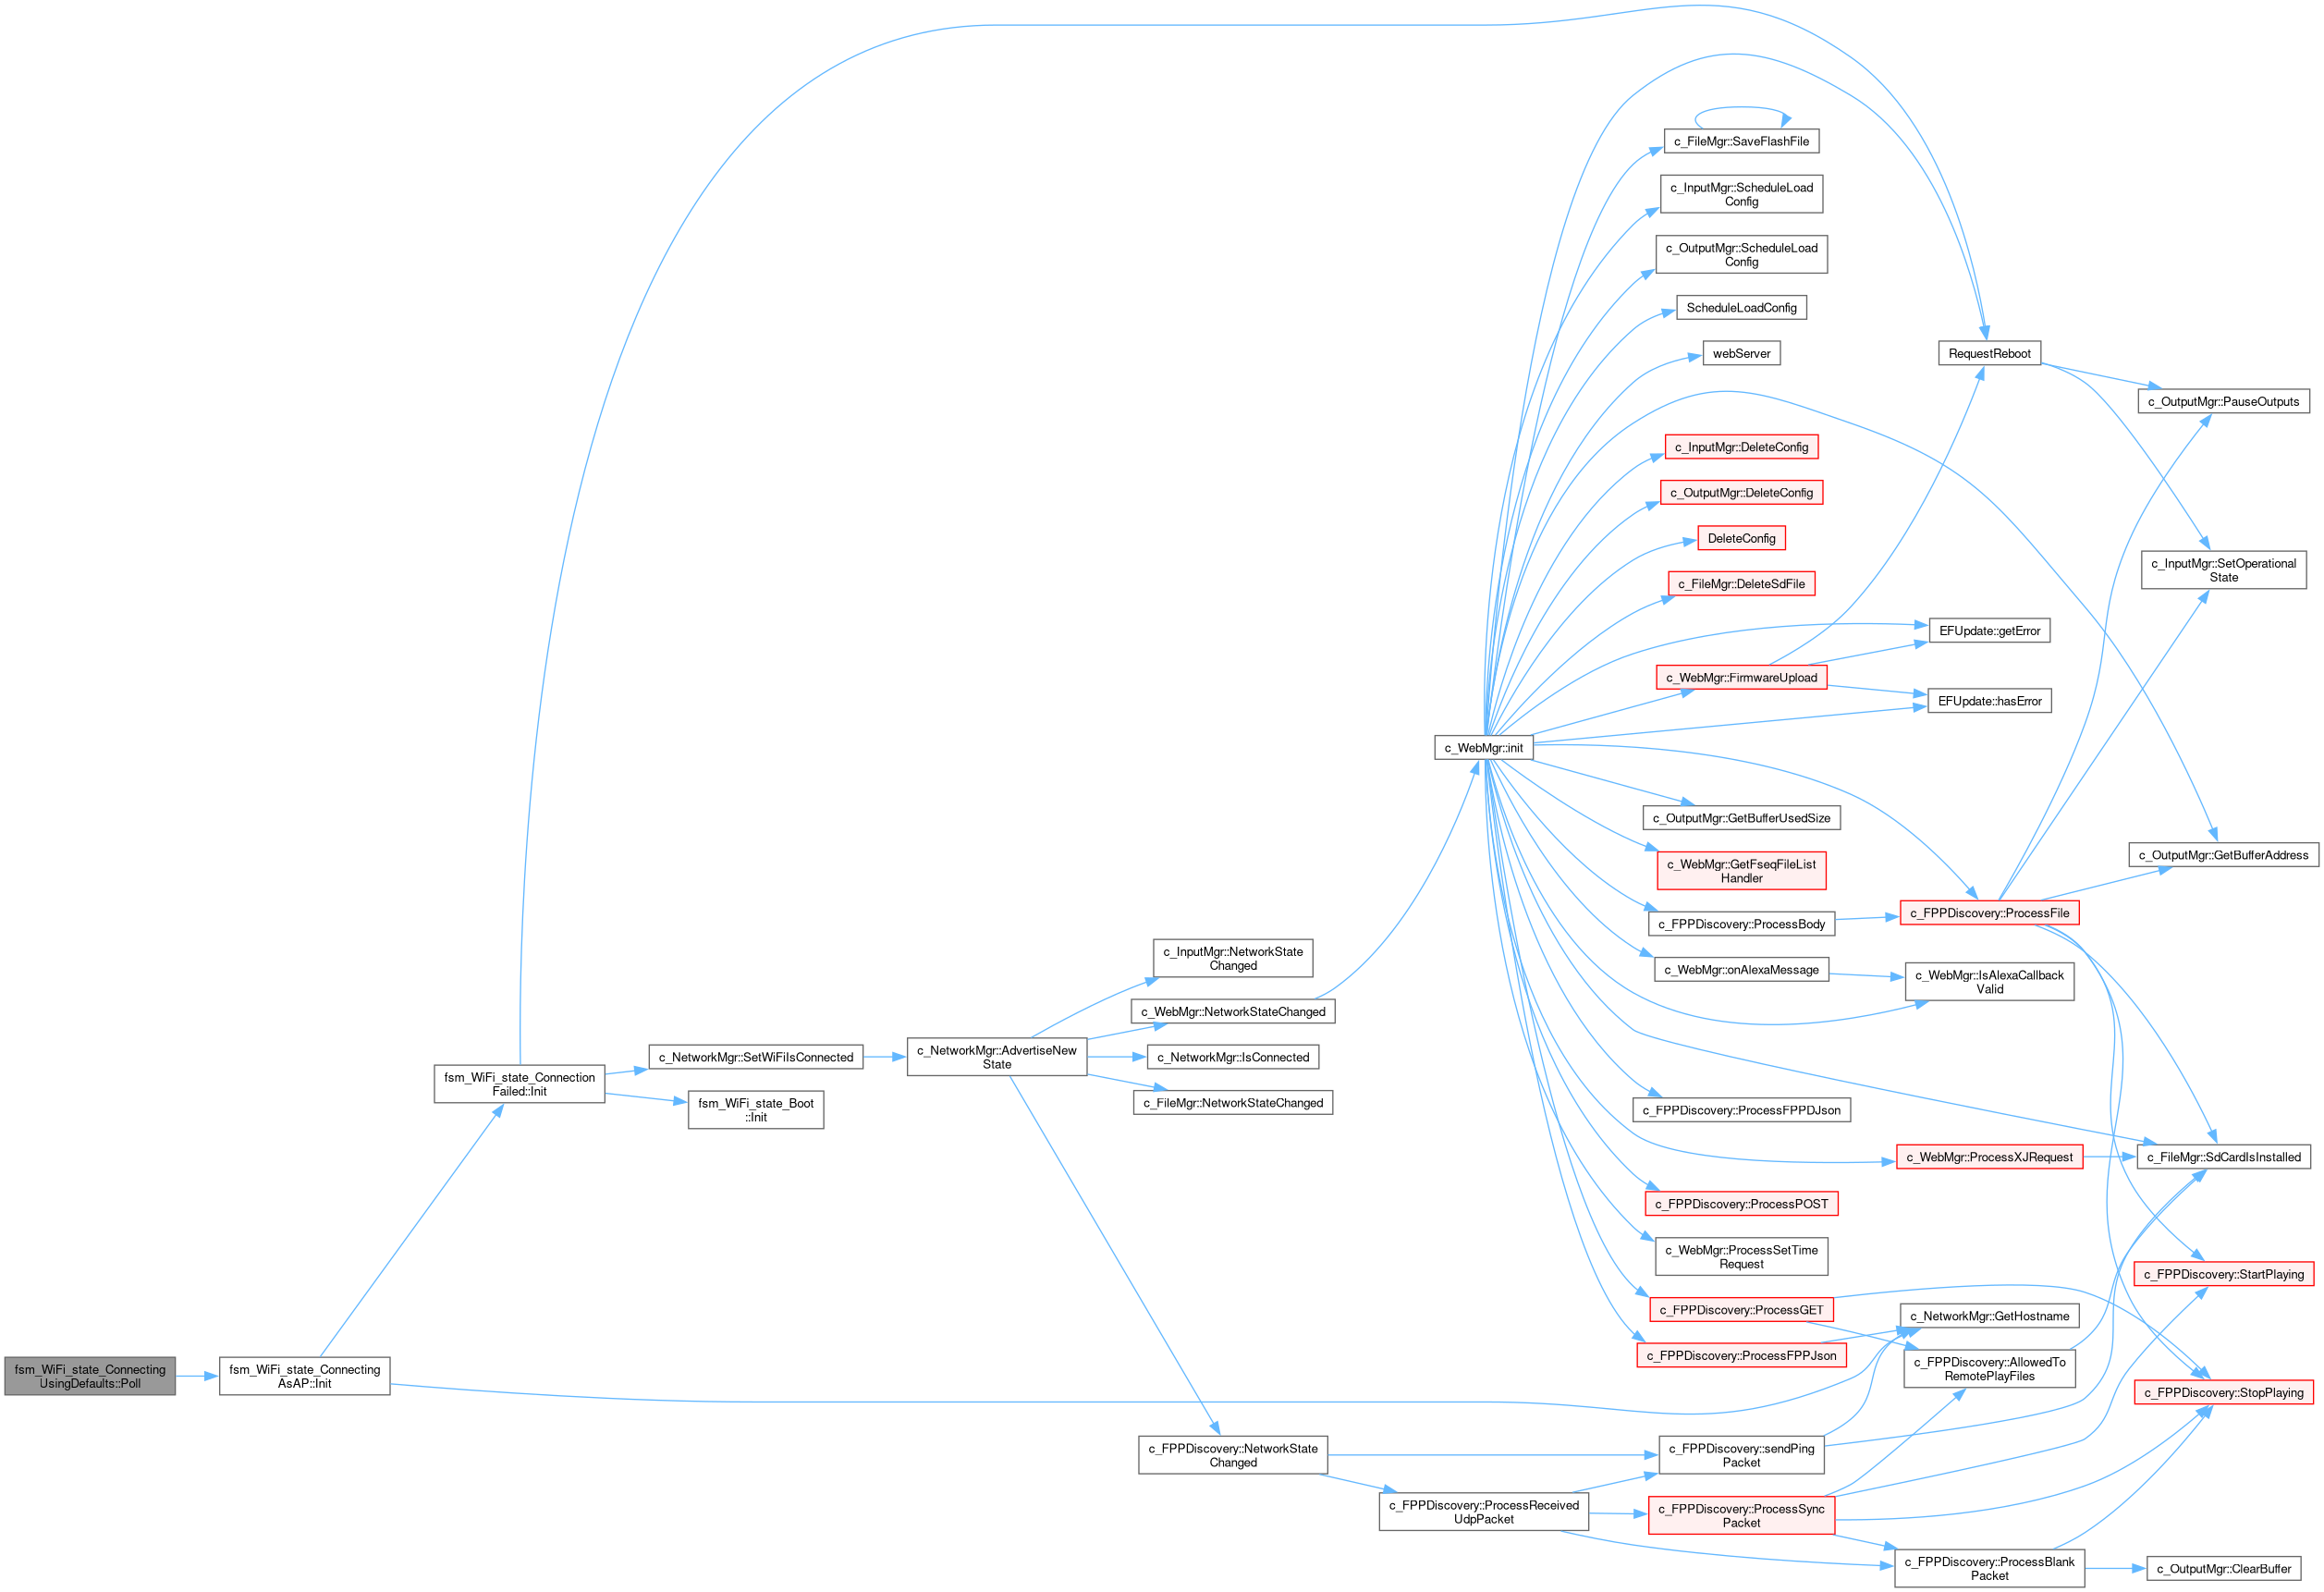 fsm_WiFi_state_Connecting
UsingDefaults::Poll
fsm_WiFi_state_Connecting
AsAP::Init
fsm_WiFi_state_Connection
Failed::Init
c_NetworkMgr::SetWiFiIsConnected
fsm_WiFi_state_Boot
::Init
c_NetworkMgr::AdvertiseNew
State
c_InputMgr::NetworkState
Changed
c_WebMgr::NetworkStateChanged
c_NetworkMgr::IsConnected
c_FileMgr::NetworkStateChanged
c_FPPDiscovery::NetworkState
Changed
c_FPPDiscovery::ProcessReceived
UdpPacket
c_WebMgr::init
c_FileMgr::SaveFlashFile
c_InputMgr::ScheduleLoad
Config
c_OutputMgr::ScheduleLoad
Config
ScheduleLoadConfig
webServer
c_InputMgr::DeleteConfig
c_OutputMgr::DeleteConfig
DeleteConfig
c_FileMgr::DeleteSdFile
c_WebMgr::FirmwareUpload
c_OutputMgr::GetBufferUsedSize
c_WebMgr::GetFseqFileList
Handler
c_FPPDiscovery::ProcessBody
c_WebMgr::onAlexaMessage
c_FPPDiscovery::ProcessFPPDJson
c_FPPDiscovery::ProcessPOST
c_WebMgr::ProcessSetTime
Request
c_FPPDiscovery::ProcessGET
c_FPPDiscovery::ProcessFPPJson
c_FPPDiscovery::sendPing
Packet
c_FPPDiscovery::ProcessSync
Packet
RequestReboot
EFUpdate::getError
EFUpdate::hasError
c_FPPDiscovery::ProcessFile
c_WebMgr::IsAlexaCallback
Valid
c_WebMgr::ProcessXJRequest
c_NetworkMgr::GetHostname
c_FPPDiscovery::AllowedTo
RemotePlayFiles
c_FPPDiscovery::ProcessBlank
Packet
c_OutputMgr::PauseOutputs
c_InputMgr::SetOperational
State
c_OutputMgr::GetBufferAddress
c_FileMgr::SdCardIsInstalled
c_FPPDiscovery::StartPlaying
c_FPPDiscovery::StopPlaying
c_OutputMgr::ClearBuffer